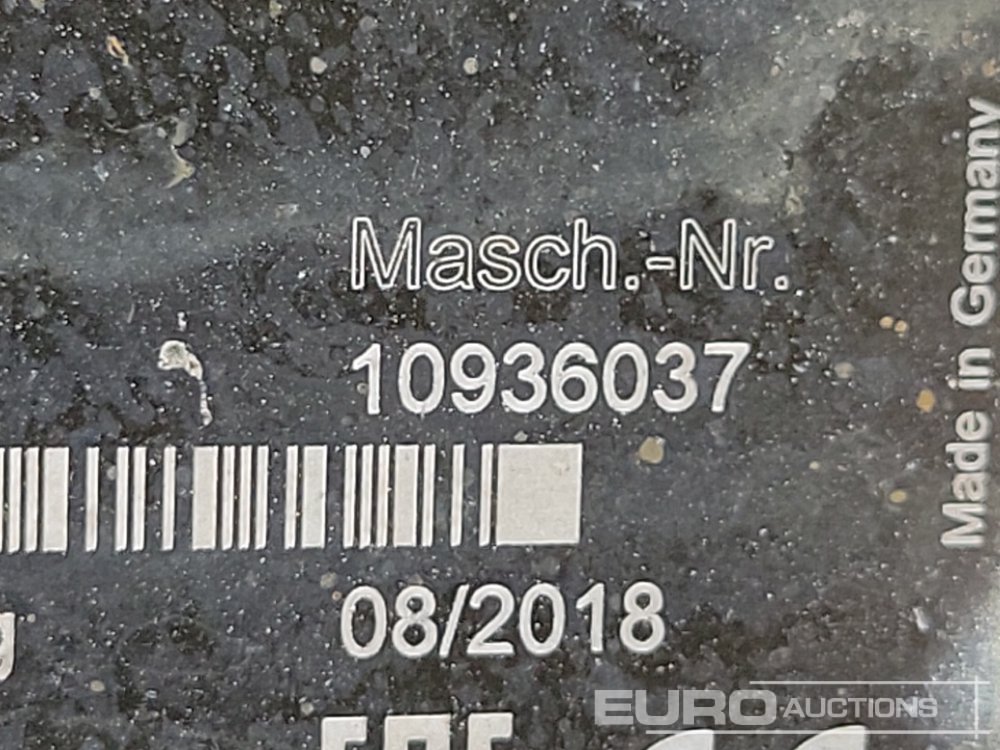 Masch.-Nr.
10936037
08/2018
g
Made in Germany
EURO AUCTIONS